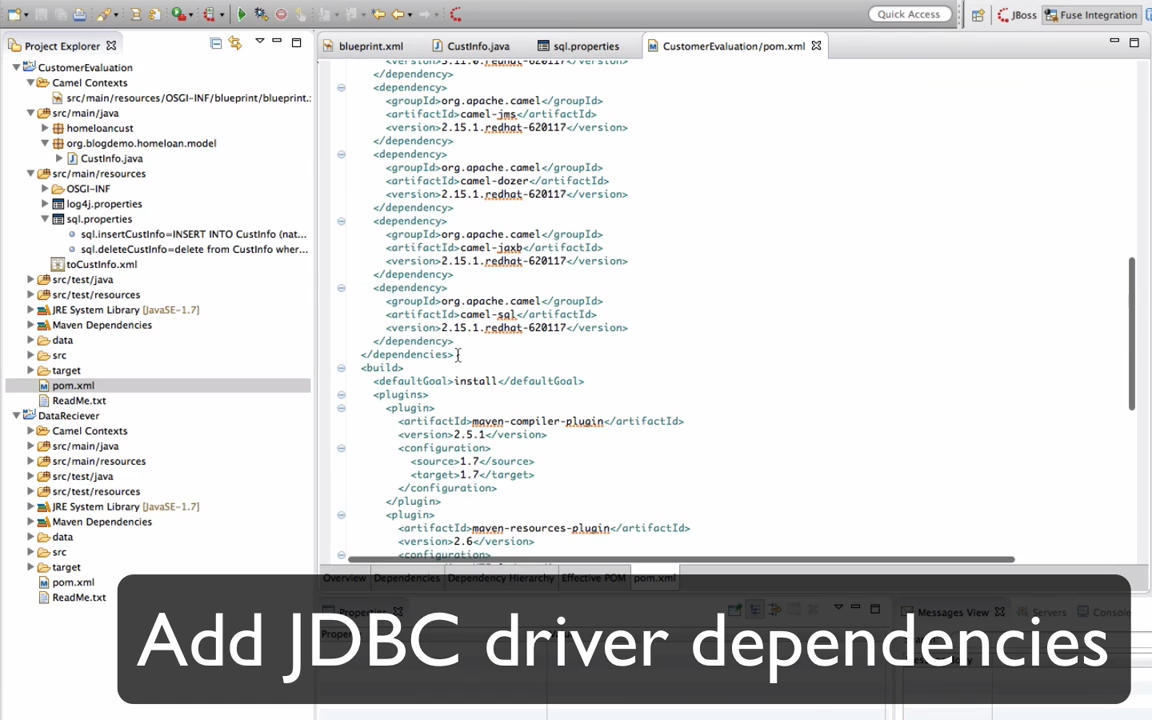 Quick Access
JBoss
Fuse Integration
Project Explorer
CustomerEvaluation
Camel Contexts
src/main/resources/OSGI-INF/blueprint/blueprint.:
src/main/java
homeloancust
org.blogdemo.homeloan.model
CustInfo.java
src/main/resources
OSGI-INF
log4j.properties
sql.properties
sql.insertCustInfo=INSERT INTO CustInfo (nat...
sql.deleteCustInfo=delete from CustInfo wher...
toCustInfo.xml
src/test/java
src/test/resources
JRE System Library [JavaSE-1.7]
Maven Dependencies
data
src
target
pom.xml
ReadMe.txt
DataReciever
Camel Contexts
src/main/java
src/main/resources
src/test/java
src/test/resources
JRE System Library [JavaSE-1.7]
Maven Dependencies
data
src
target
pom.xml
ReadMe.txt
blueprint.xml
CustInfo.java
sql.properties
CustomerEvaluation/pom.xml
</dependency>
<dependency>
<groupId>org.apache.camel</groupId>
<artifactId>camel-jms</artifactId>
<version>2.15.1.redhat-620117</version>
</dependency>
<dependency>
<groupId>org.apache.camel</groupId>
<artifactId>camel-dozer</artifactId>
<version>2.15.1.redhat-620117</version>
</dependency>
<dependency>
<groupId>org.apache.camel</groupId>
<artifactId>camel-jaxb</artifactId>
<version>2.15.1.redhat-620117</version>
</dependency>
<dependency>
<groupId>org.apache.camel</groupId>
<artifactId>camel-sql</artifactId>
<version>2.15.1.redhat-620117</version>
</dependency>
</dependencies>
<build>
<defaultGoal>install</defaultGoal>
<plugins>
<plugin>
<artifactId>maven-compiler-plugin</artifactId>
<version>2.5.1</version>
<configuration>
<source>1.7</source>
<target>1.7</target>
</configuration>
</plugin>
<plugin>
<artifactId>maven-resources-plugin</artifactId>
<version>2.6</version>
<configuration>
Overview
Dependencies
Dependency Hierarchy
Effective POM
pom.xml
Properties
Messages View
Servers
Console
Add JDBC driver dependencies